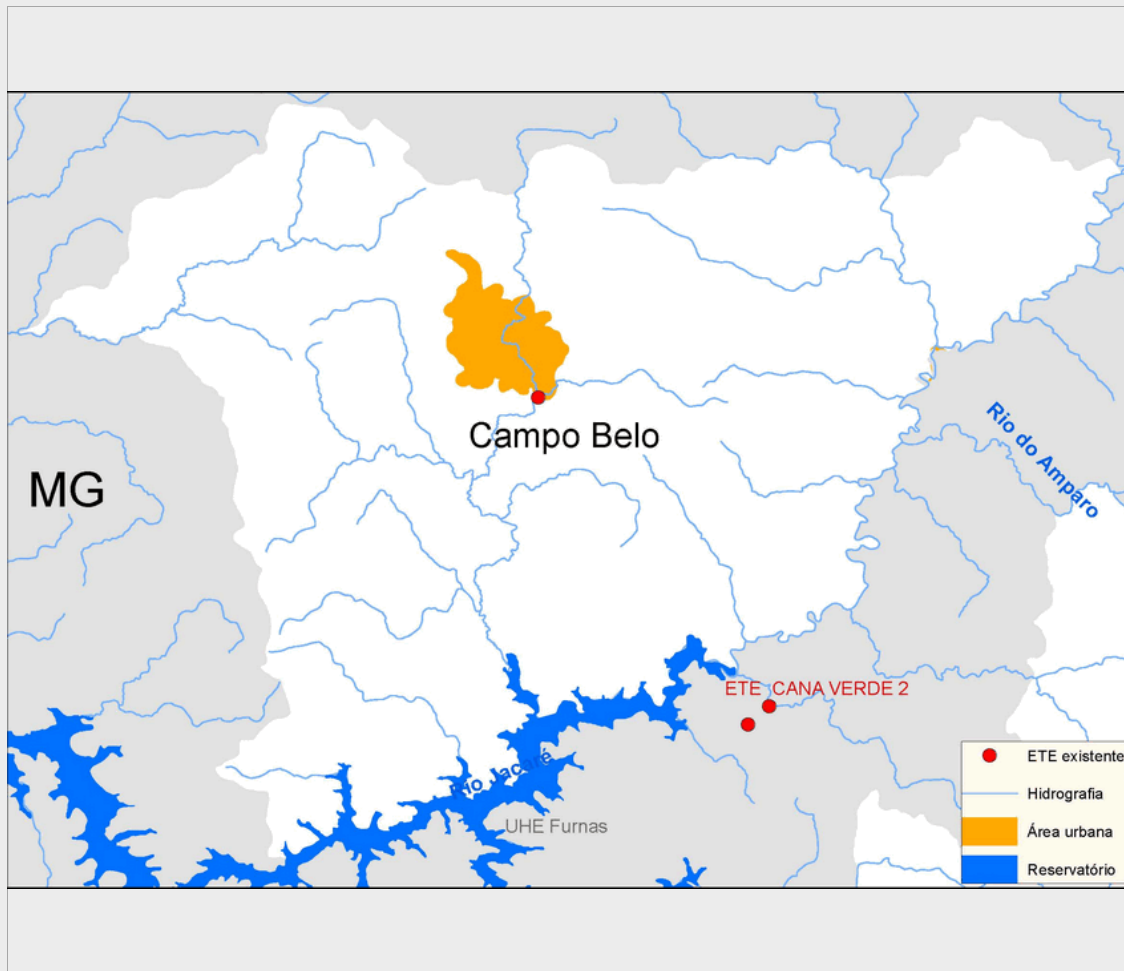 Rio do Amparo
Campo Belo
MG
ETE CANA VERDE 2
Rio Jacaré
UHE Furnas
ETE existente
Hidrografia
Área urbana
Reservatório